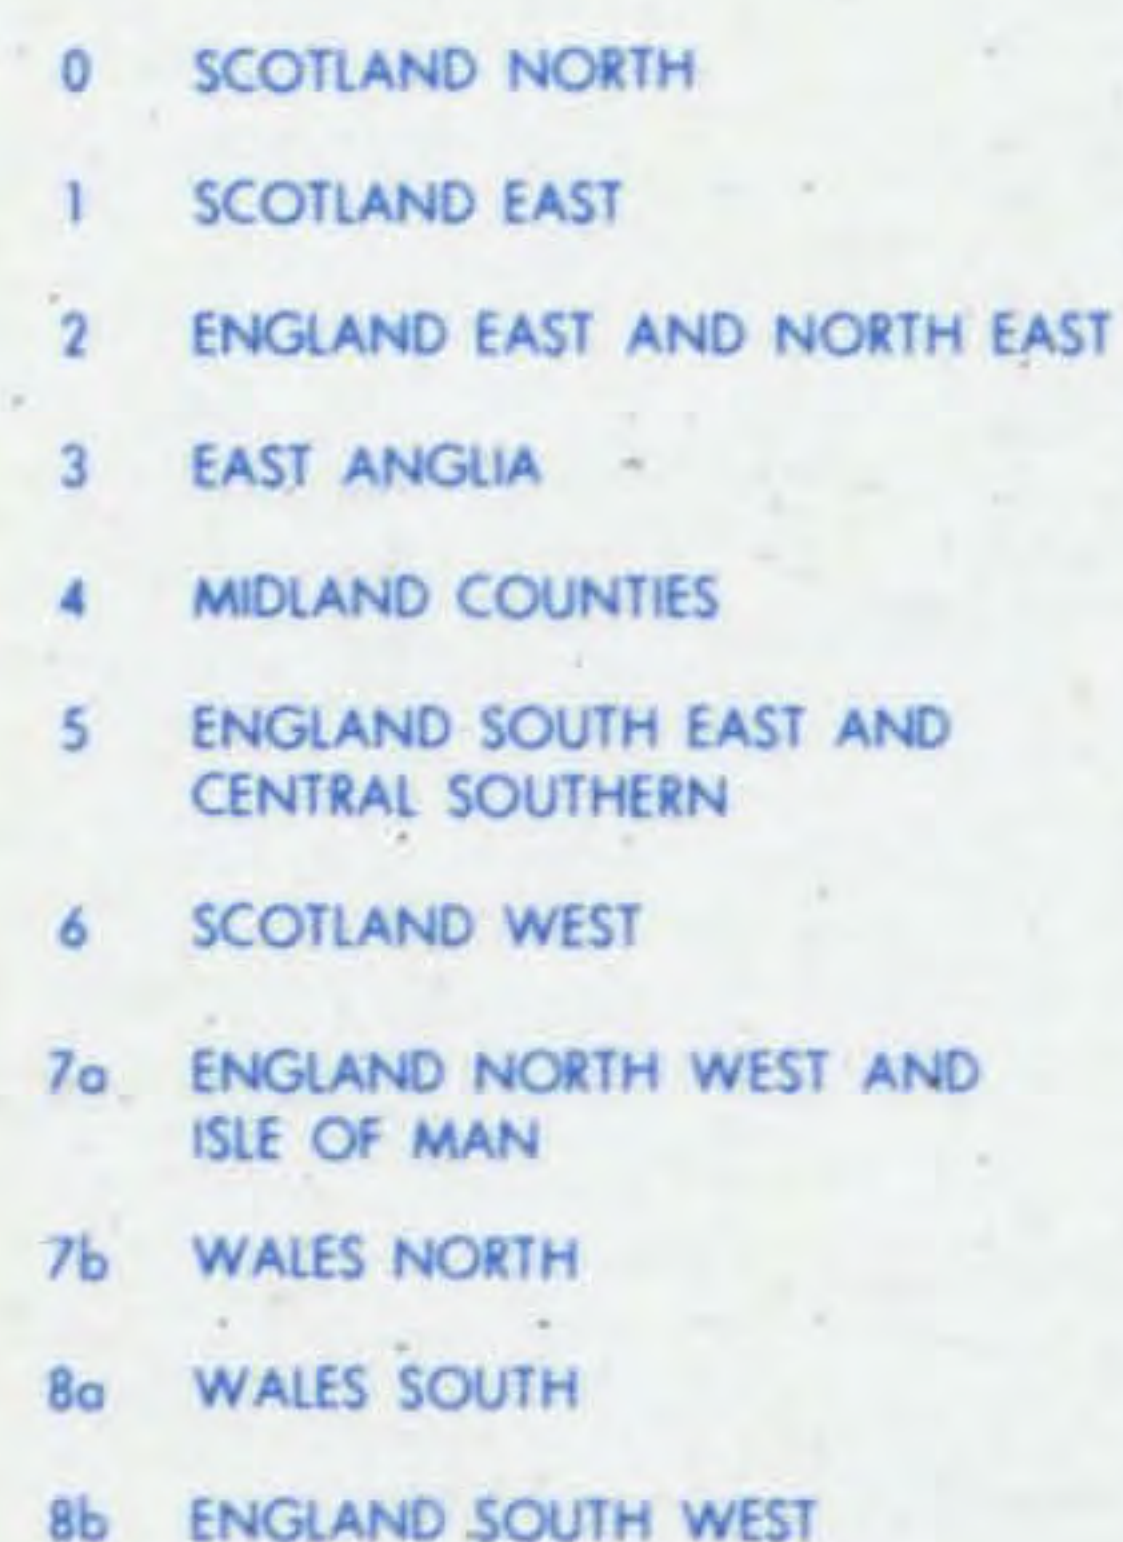 0 SCOTLAND NORTH
1 SCOTLAND EAST
2 ENGLAND EAST AND NORTH EAST
3 EAST ANGLIA
4 MIDLAND COUNTIES
5 ENGLAND SOUTH EAST AND
CENTRAL SOUTHERN
6 SCOTLAND WEST
7a ENGLAND NORTH WEST AND
ISLE OF MAN
7b WALES NORTH
8a WALES SOUTH
8b ENGLAND SOUTH WEST